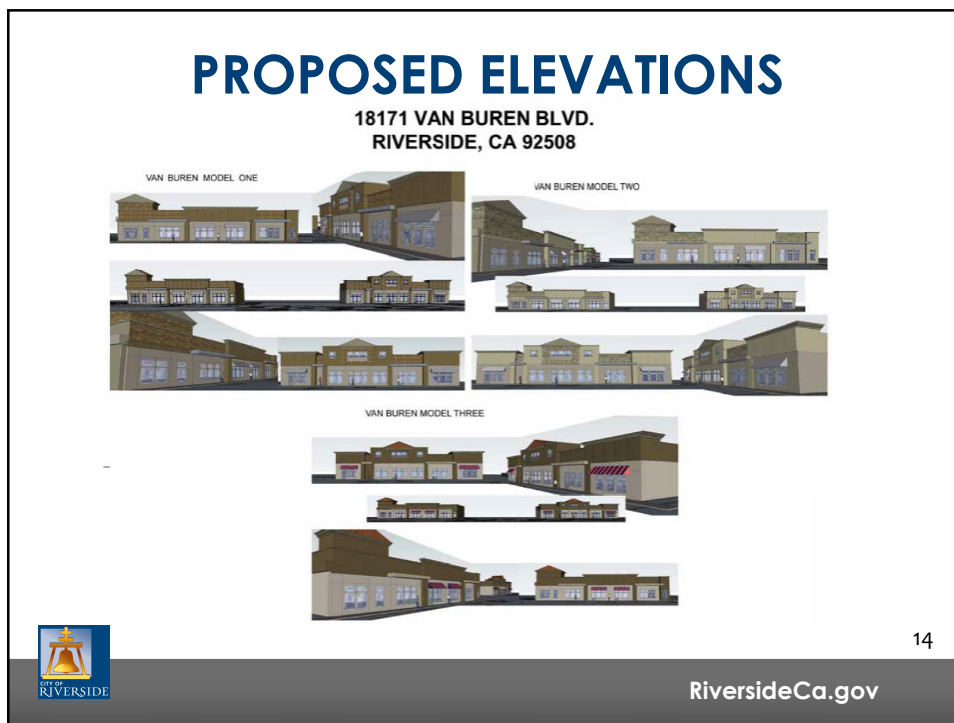 PROPOSED ELEVATIONS
18171 VAN BUREN BLVD.
RIVERSIDE, CA 92508
VAN BUREN MODEL ONE
VAN BUREN MODEL TWO
VAN BUREN MODEL THREE
14
CITY OF
RIVERSIDE
RiversideCa.gov